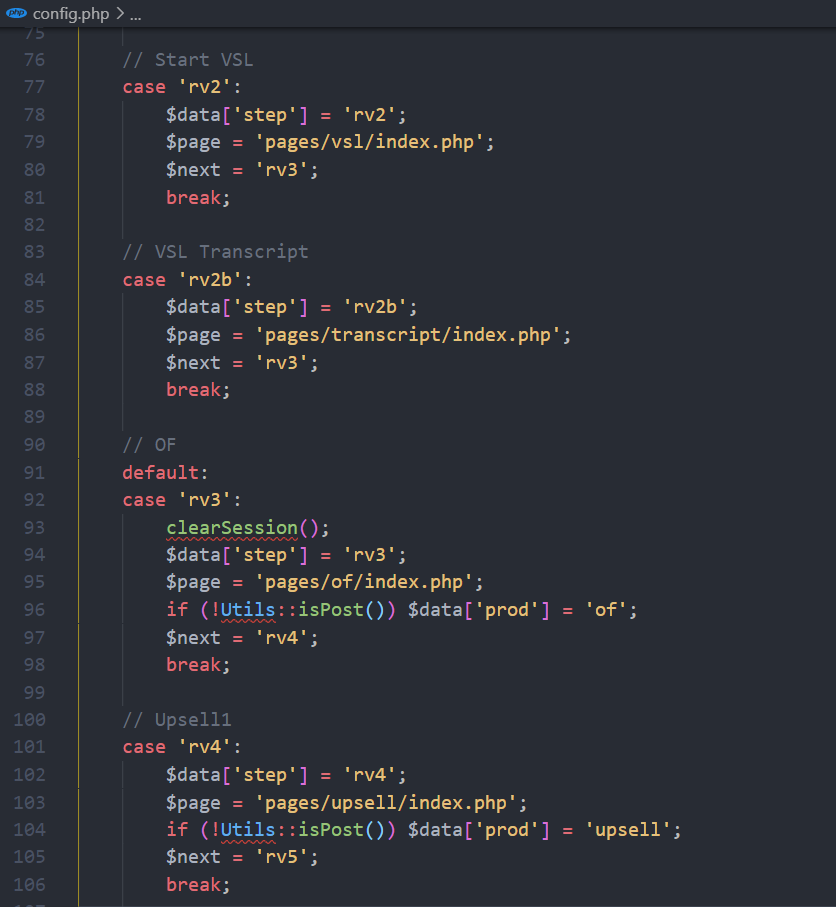 php config.php > ...
75
76 // Start VSL
77 case 'rv2':
78 $data['step'] = 'rv2';
79 $page = 'pages/vsl/index.php';
80 $next = 'rv3';
81 break;
82
83 // VSL Transcript
84 case 'rv2b':
85 $data['step'] = 'rv2b';
86 $page = 'pages/transcript/index.php';
87 $next = 'rv3';
88 break;
89
90 // OF
91 default:
92 case 'rv3':
93 clearSession();
94 $data['step'] = 'rv3';
95 $page = 'pages/of/index.php';
96 if (!Utils::isPost()) $data['prod'] = 'of';
97 $next = 'rv4';
98 break;
99
100 // Upsell1
101 case 'rv4':
102 $data['step'] = 'rv4';
103 $page = 'pages/upsell/index.php';
104 if (!Utils::isPost()) $data['prod'] = 'upsell';
105 $next = 'rv5';
106 break;